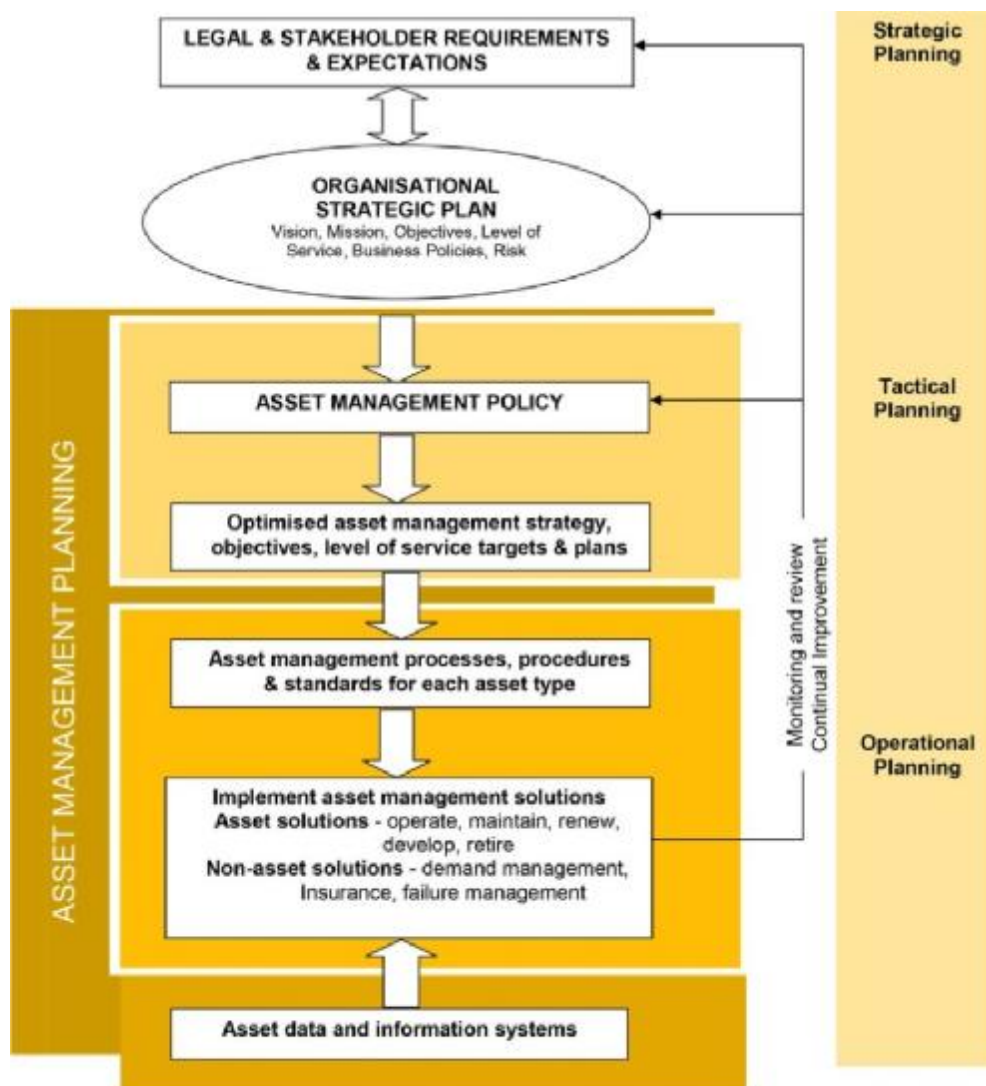 LEGAL & STAKEHOLDER REQUIREMENTS
& EXPECTATIONS
Strategic
Planning
ORGANISATIONAL
STRATEGIC PLAN
Vision, Mission, Objectives, Level of
Service, Business Policies, Risk
ASSET MANAGEMENT POLICY
Tactical
Planning
Optimised asset management strategy,
objectives, level of service targets & plans
Asset management processes, procedures
& standards for each asset type
Implement asset management solutions
Asset solutions - operate, maintain, renew,
develop, retire
Non-asset solutions - demand management,
Insurance, failure management
Asset data and information systems
Operational
Planning
Monitoring and review
Continual Improvement
ASSET MANAGEMENT PLANNING